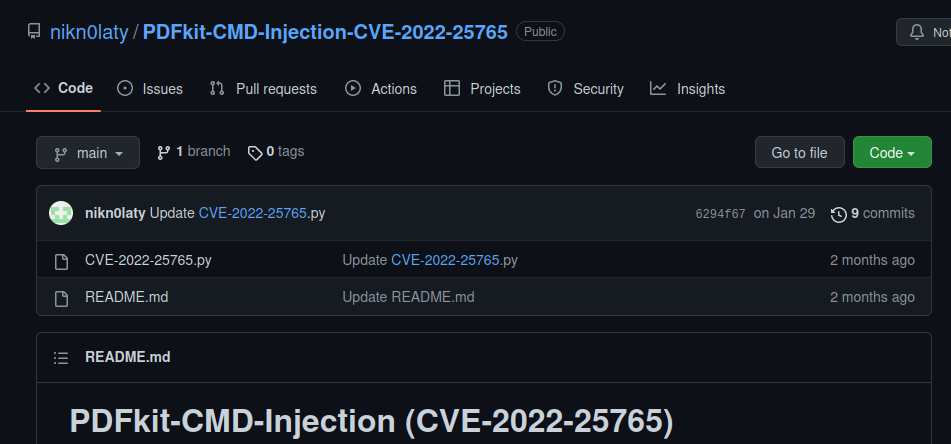 nikn0laty / PDFkit-CMD-Injection-CVE-2022-25765 Public
Code Issues Pull requests Actions Projects Security Insights
main 1 branch 0 tags Go to file Code
nikn0laty Update CVE-2022-25765.py 6294f67 on Jan 29 9 commits
CVE-2022-25765.py Update CVE-2022-25765.py 2 months ago
README.md Update README.md 2 months ago
README.md
PDFkit-CMD-Injection (CVE-2022-25765)